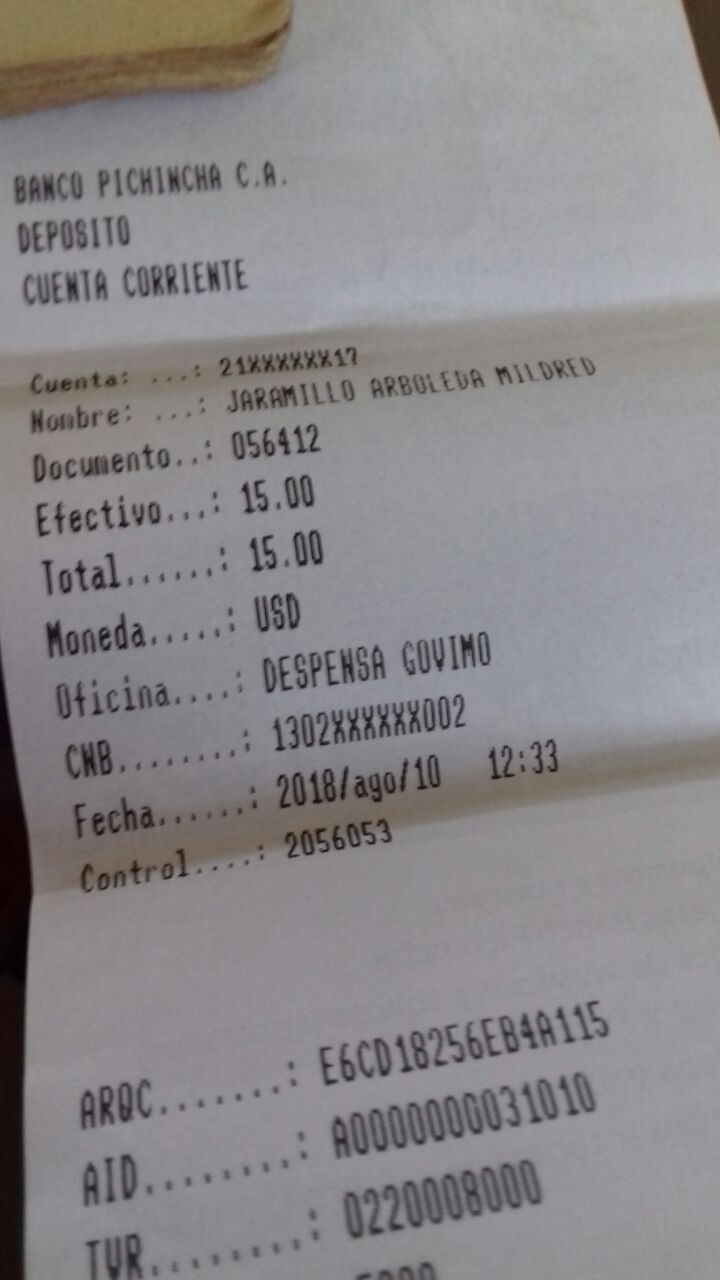 BANCO PICHINCHA C.A.
DEPOSITO
CUENTA CORRIENTE
Cuenta: ...: 21XXXXXX17
Nombre: ...: JARAMILLO ARBOLEDA MILDRED
Documento..: 056412
Efectivo...: 15.00
Total......: 15.00
Moneda.....: USD
Oficina....: DESPENSA GOVIMO
CNB........: 1302XXXXXX002
Fecha......: 2018/ago/10 12:33
Control....: 2056053
ARQC.......: E6CD18256EB4A115
AID........: A0000000031010
TVR........: 0220008000